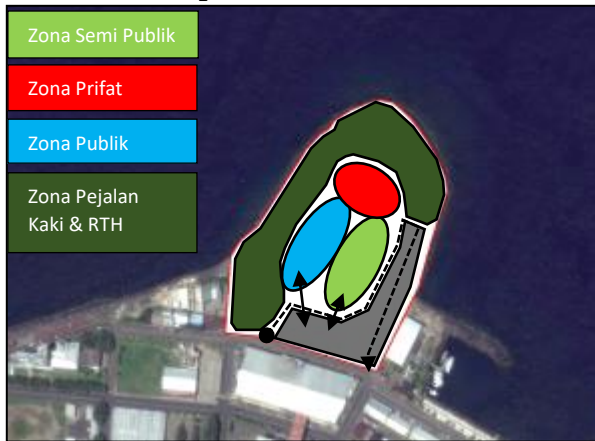 Zona Semi Publik
Zona Prifat
Zona Publik
Zona Pejalan
Kaki & RTH